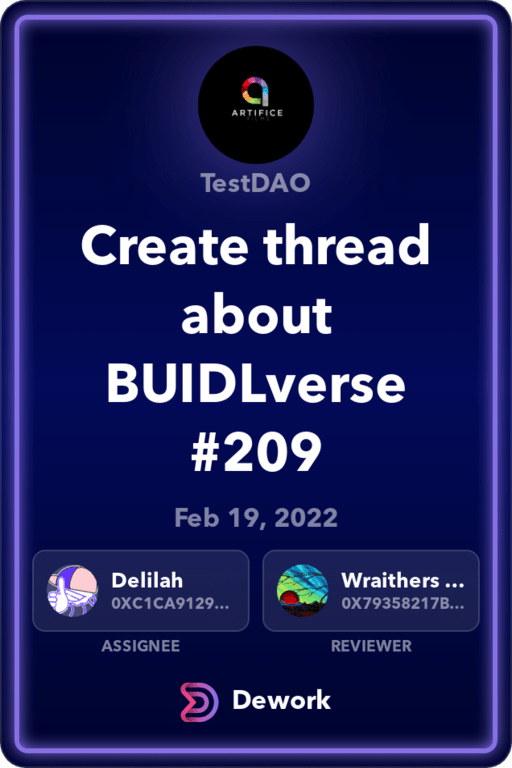 ARTIFICE
TestDAO
Create thread
about
BUIDLverse
#209
Feb 19, 2022
Delilah
0XC1CA9129...
Wraithers ...
0X79358217B...
ASSIGNEE
REVIEWER
Dework